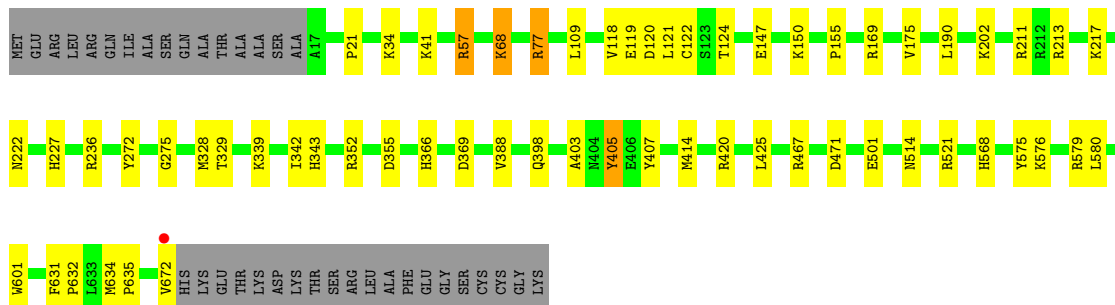 MET GLU ARG LEU ARG GLN ILE ALA SER GLN ALA THR ALA ALA SER ALA A17 P21 K34 K41 R57 K68 R77 L109 V118 E119 D120 L121 C122 S123 T124 E147 K150 P155 R169 V175 L190 K202 R211 R212 R213 K217
N222 H227 R236 Y272 G275 M328 T329 K339 I342 H343 R352 D355 H366 D369 V388 Q398 A403 N404 Y405 E406 Y407 M414 R420 L425 R467 D471 E501 N514 R521 H568 Y575 K576 R579 L580
W601 F631 P632 L633 M634 P635 V672 HIS LYS GLU THR LYS ASP LYS THR SER ARG LEU ALA PHE GLU GLY SER CYS CYS GLY LYS